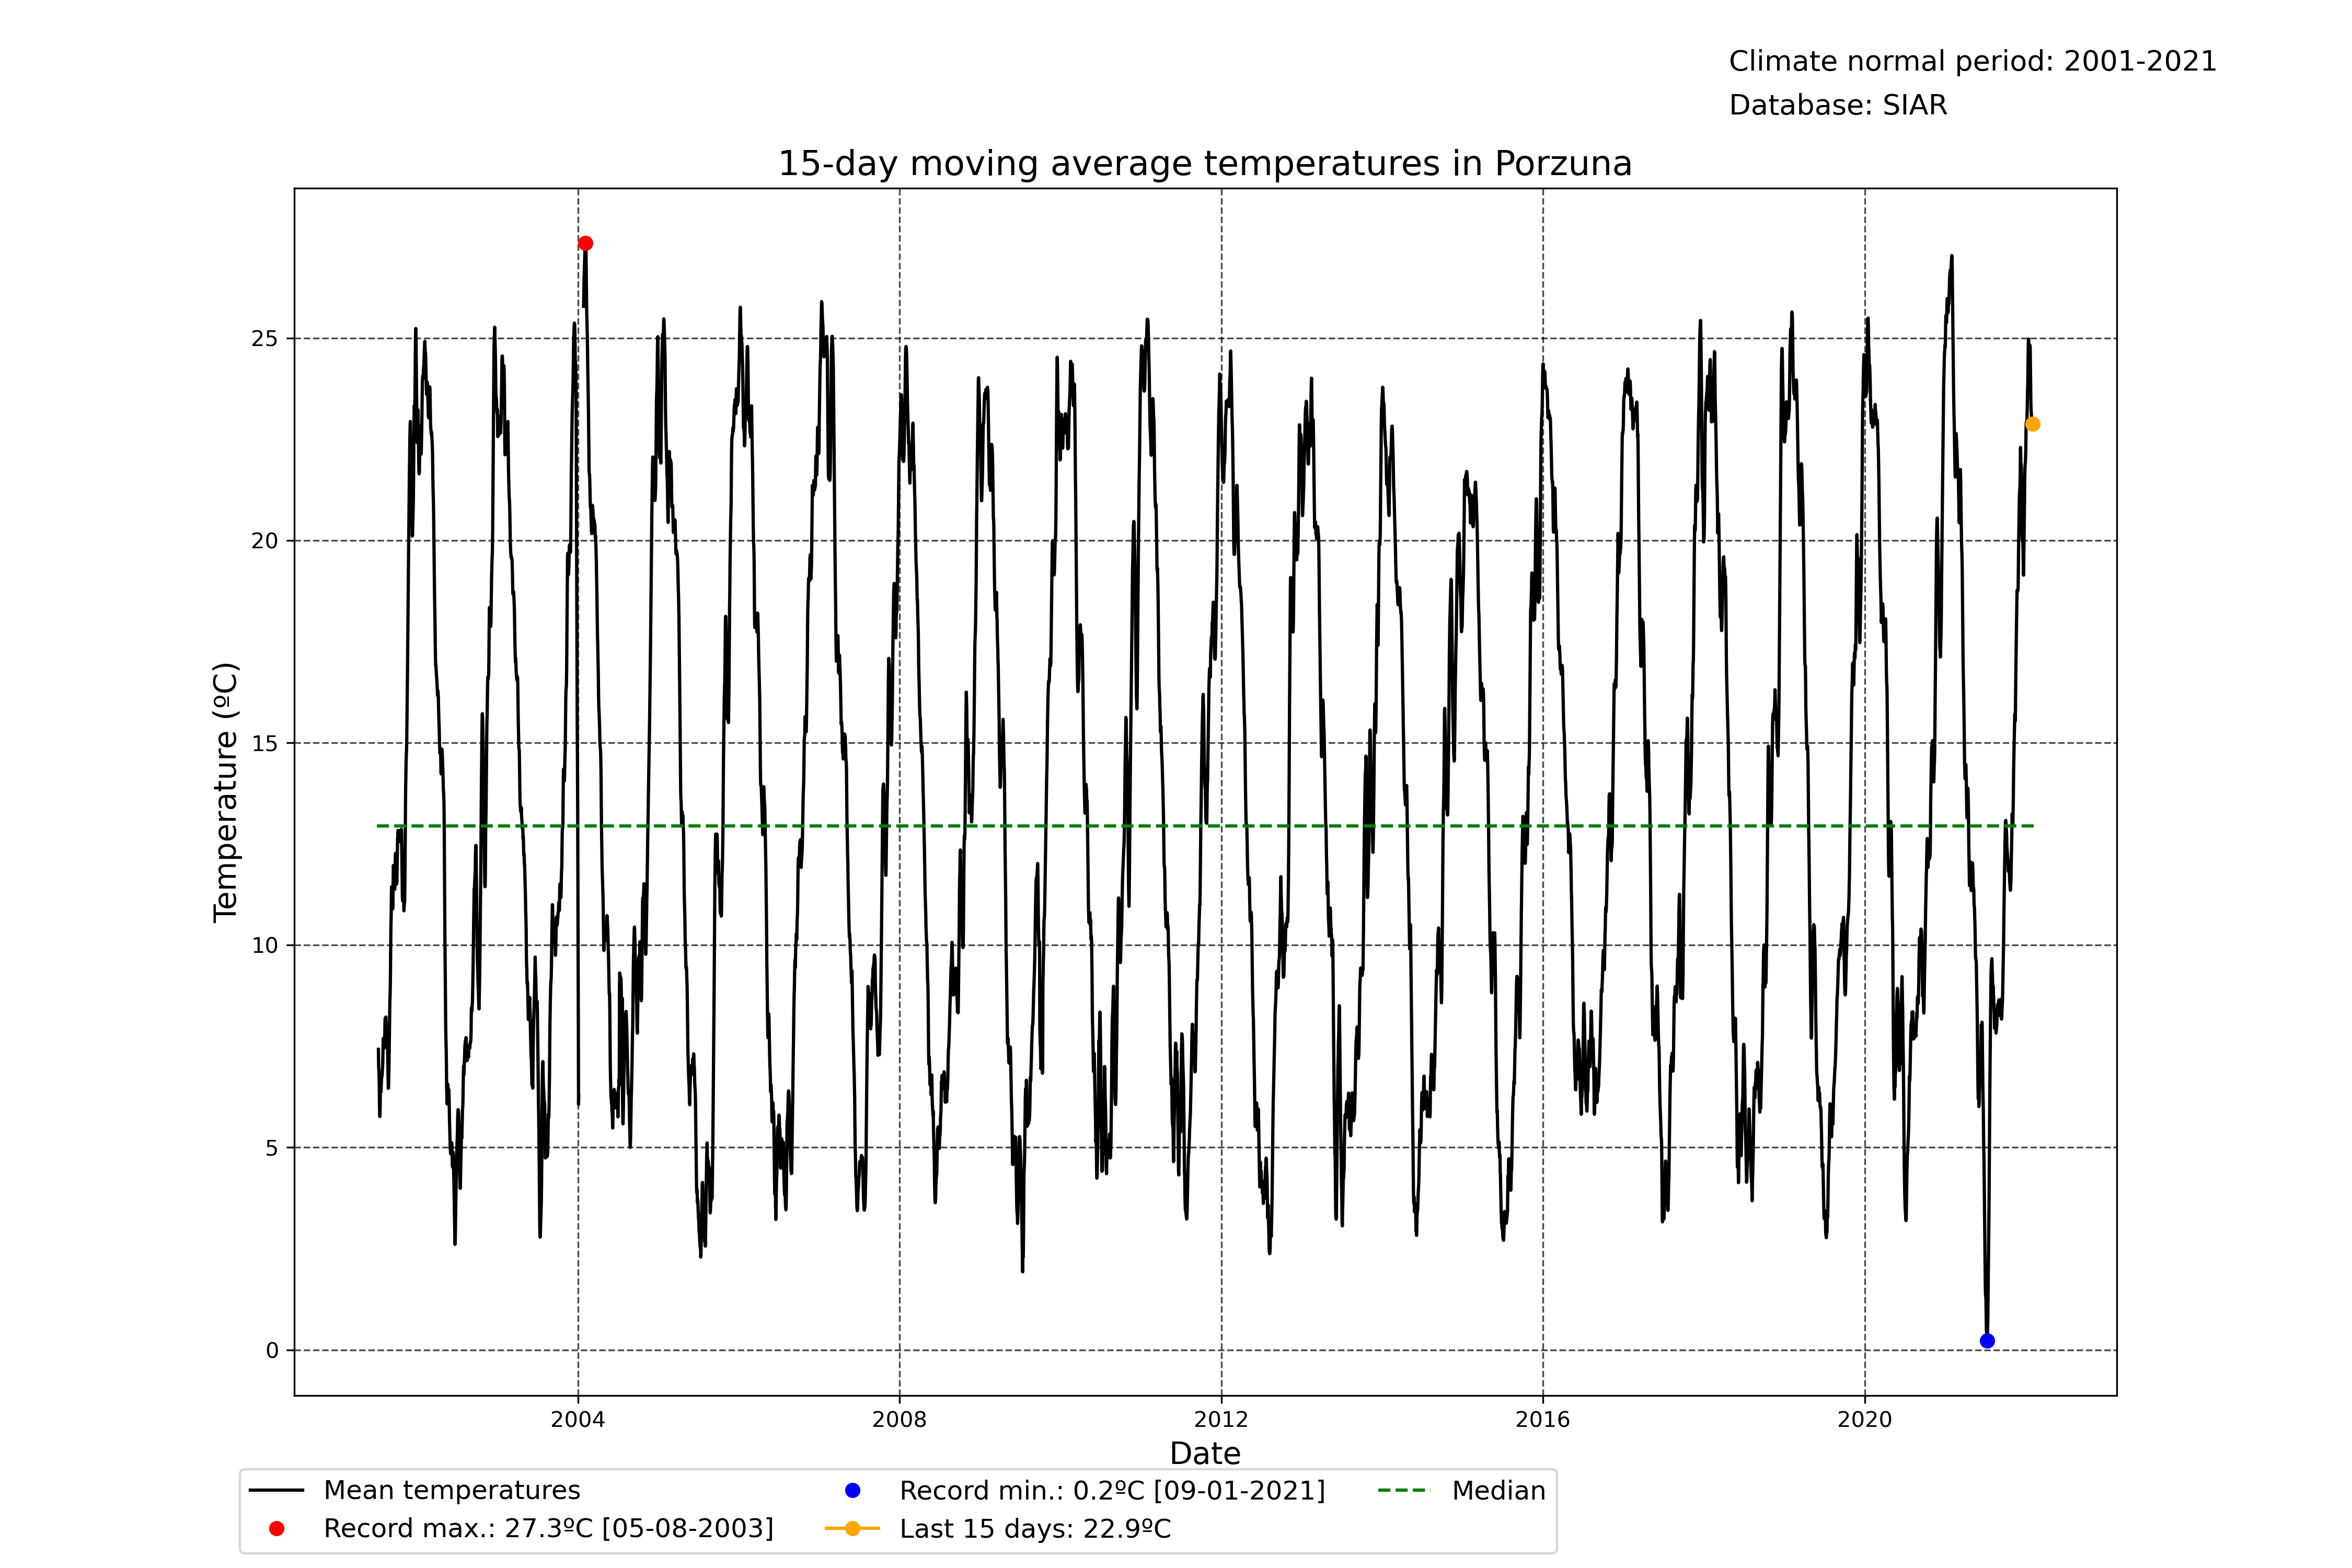 Climate normal period: 2001-2021
Database: SIAR
15-day moving average temperatures in Porzuna
25
20
15
10
5
0
Temperature (ºC)
2004 2008 2012 2016 2020
Date
Mean temperatures
Record max.: 27.3ºC [05-08-2003]
Record min.: 0.2ºC [09-01-2021]
Last 15 days: 22.9ºC
Median